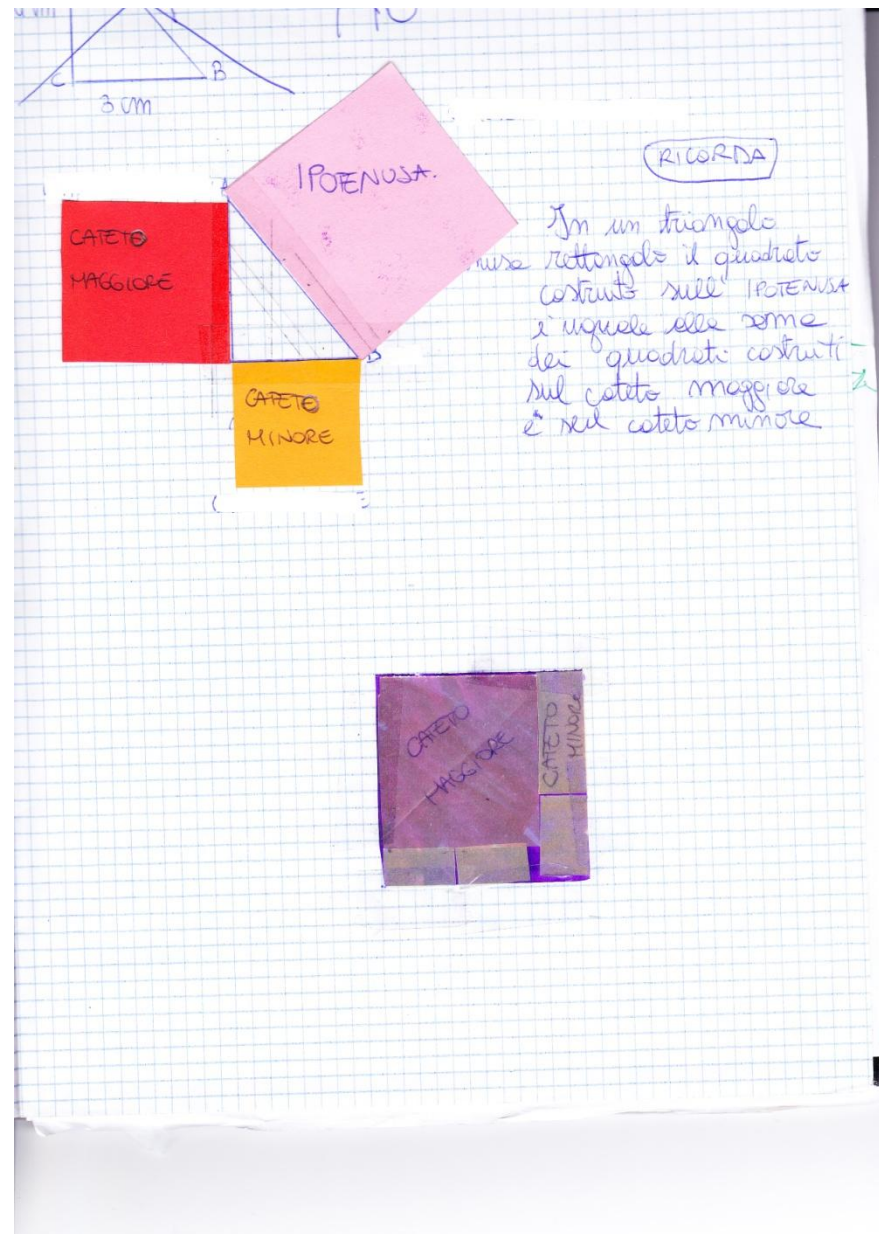 C
B
3 cm
A
IPOTENUSA.
RICORDA
CATETO
MAGGIORE
In un triangolo
nusa rettangolo il quadrato
costruito sull' IPOTENUSA
è uguale alla somma
B
dei quadrati costruiti
CATETO
MINORE
sul cateto maggiore
e sul cateto minore
CATETO
MAGGIORE
CATETO
MINORE